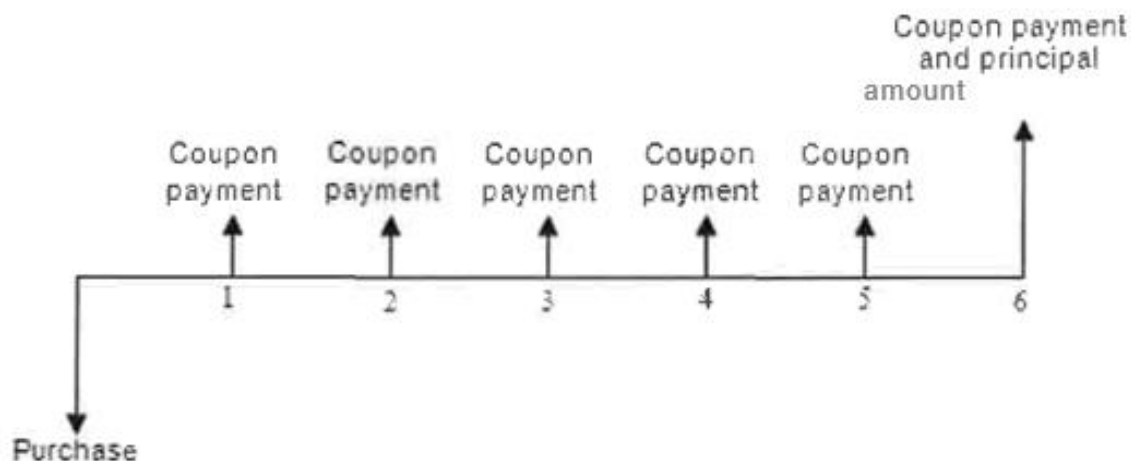 Coupon payment
and principal
amount
Coupon
payment
Coupon
payment
Coupon
payment
Coupon
payment
Coupon
payment
1
2
3
4
5
6
Purchase